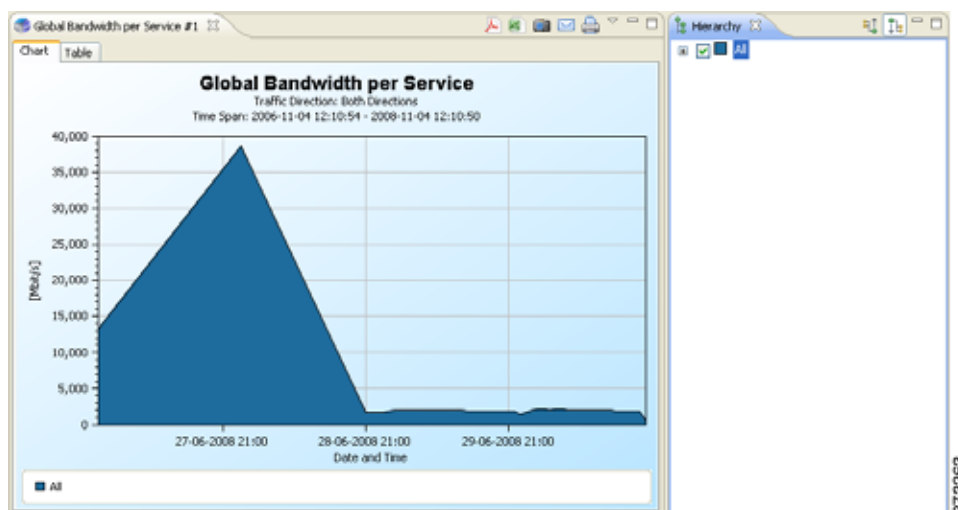 Global Bandwidth per Service #1
Chart
Table
Global Bandwidth per Service
Traffic Direction: Both Directions
Time Span: 2006-11-04 12:10:54 - 2008-11-04 12:10:50
40,000
35,000
30,000
25,000
20,000
15,000
10,000
5,000
0
[Mbit/s]
27-06-2008 21:00
28-06-2008 21:00
29-06-2008 21:00
Date and Time
All
Hierarchy
All